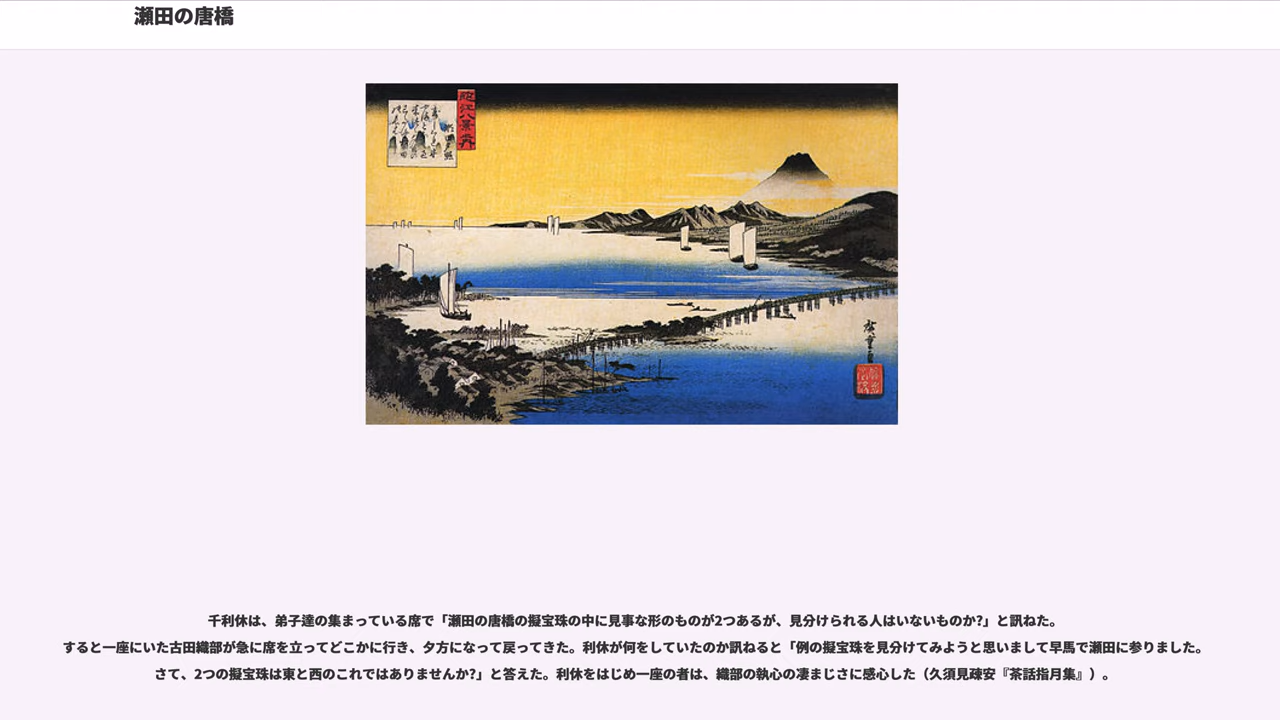 瀬田の唐橋
近江八景之内
千利休は、弟子達の集まっている席で「瀬田の唐橋の擬宝珠の中に見事な形のものが2つあるが、見分けられる人はいないものか?」と訊ねた。
すると一座にいた古田織部が急に席を立ってどこかに行き、夕方になって戻ってきた。利休が何をしていたのか訊ねると「例の擬宝珠を見分けてみようと思いまして早馬で瀬田に参りました。
さて、2つの擬宝珠は東と西のこれではありませんか?」と答えた。利休をはじめ一座の者は、織部の執心の凄まじさに感心した（久須見疎安『茶話指月集』）。